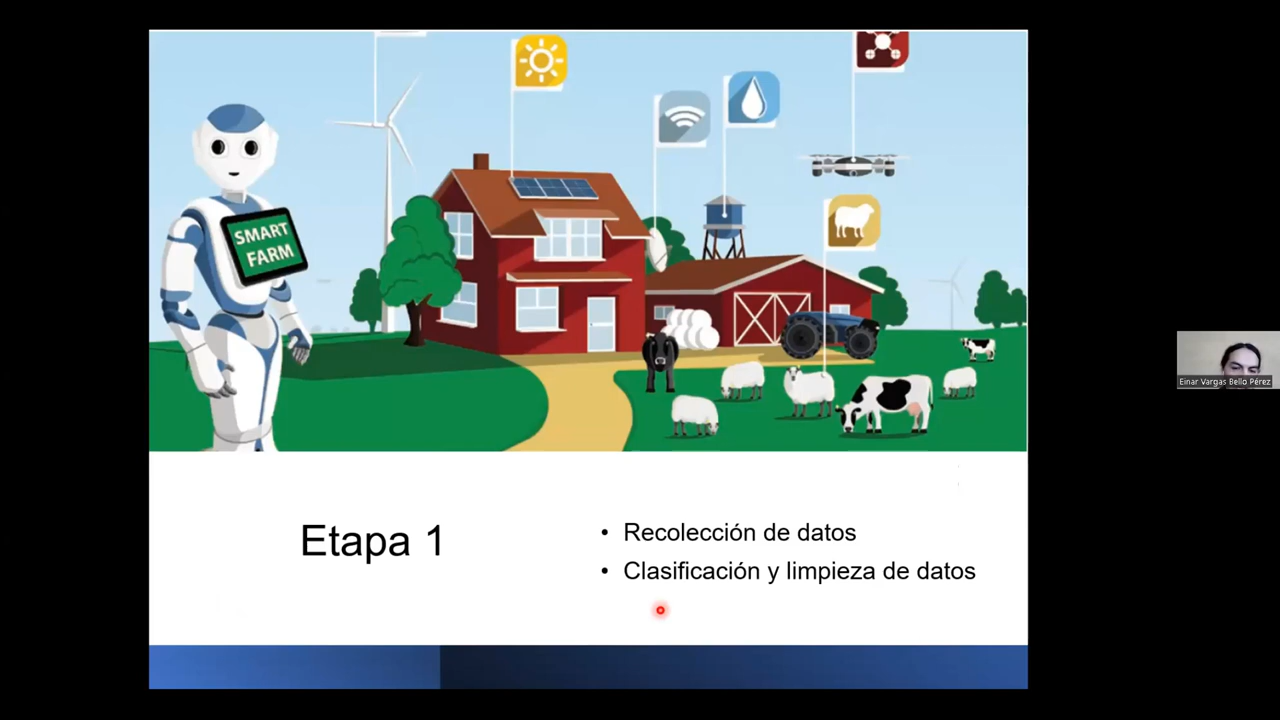 SMART
FARM
Etapa 1
• Recolección de datos
• Clasificación y limpieza de datos
Einar Vargas Bello Pérez